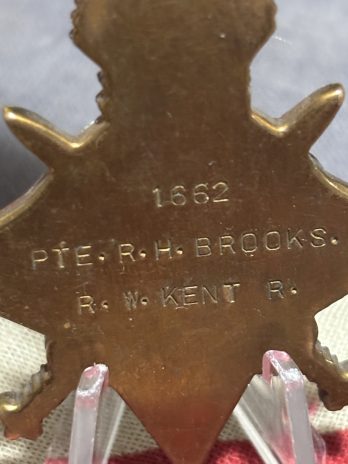 1662
PTE. R. H. BROOKS.
R. W. KENT R.